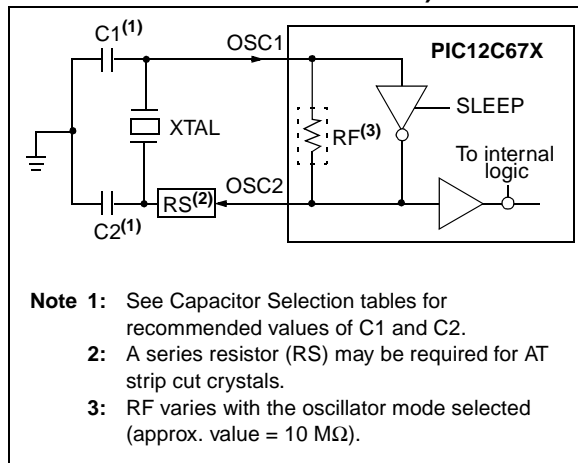 C1(1)
OSC1
PIC12C67X
SLEEP
XTAL
RF(3)
To internal
logic
OSC2
RS(2)
C2(1)
Note 1: See Capacitor Selection tables for
recommended values of C1 and C2.
2: A series resistor (RS) may be required for AT
strip cut crystals.
3: RF varies with the oscillator mode selected
(approx. value = 10 MΩ).